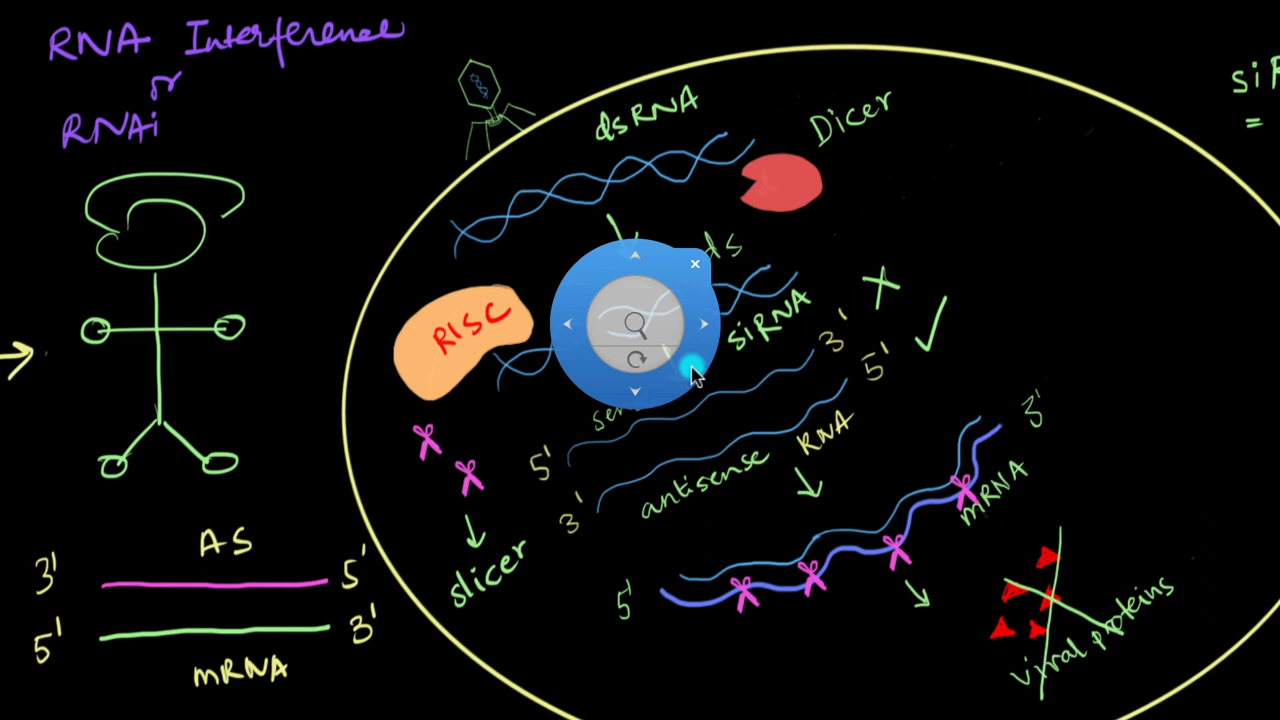 RNA Interference
or
RNAi
dsRNA
Dicer
ds
siRNA
RISC
3'
5'
5'
3'
antisense RNA
slicer
3'
mRNA
5'
viral proteins
AS
3' 5'
5' 3'
mRNA
=